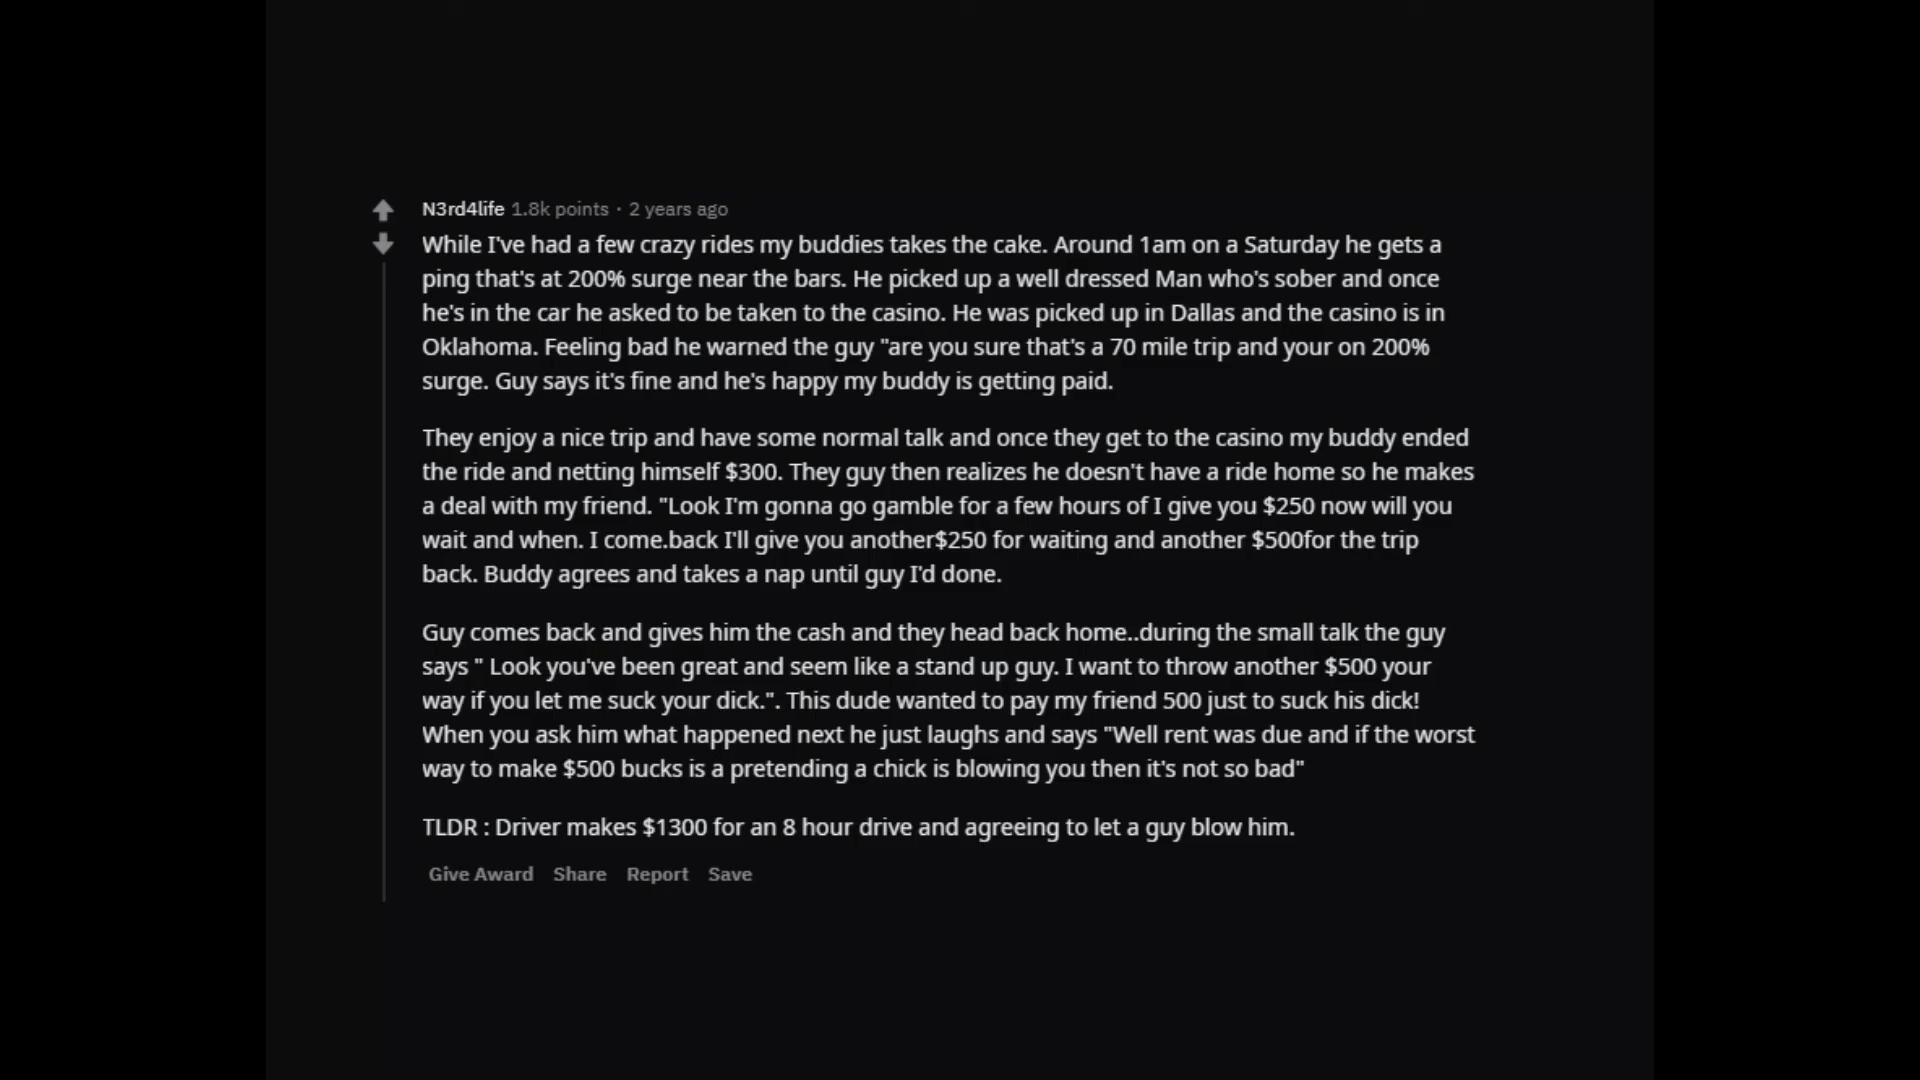 N3rd4life 1.8k points · 2 years ago
While I've had a few crazy rides my buddies takes the cake. Around 1am on a Saturday he gets a
ping that's at 200% surge near the bars. He picked up a well dressed Man who's sober and once
he's in the car he asked to be taken to the casino. He was picked up in Dallas and the casino is in
Oklahoma. Feeling bad he warned the guy "are you sure that's a 70 mile trip and your on 200%
surge. Guy says it's fine and he's happy my buddy is getting paid.
They enjoy a nice trip and have some normal talk and once they get to the casino my buddy ended
the ride and netting himself $300. They guy then realizes he doesn't have a ride home so he makes
a deal with my friend. "Look I'm gonna go gamble for a few hours of I give you $250 now will you
wait and when. I come.back I'll give you another$250 for waiting and another $500for the trip
back. Buddy agrees and takes a nap until guy I'd done.
Guy comes back and gives him the cash and they head back home..during the small talk the guy
says " Look you've been great and seem like a stand up guy. I want to throw another $500 your
way if you let me suck your dick.". This dude wanted to pay my friend 500 just to suck his dick!
When you ask him what happened next he just laughs and says "Well rent was due and if the worst
way to make $500 bucks is a pretending a chick is blowing you then it's not so bad"
TLDR : Driver makes $1300 for an 8 hour drive and agreeing to let a guy blow him.
Give Award Share Report Save